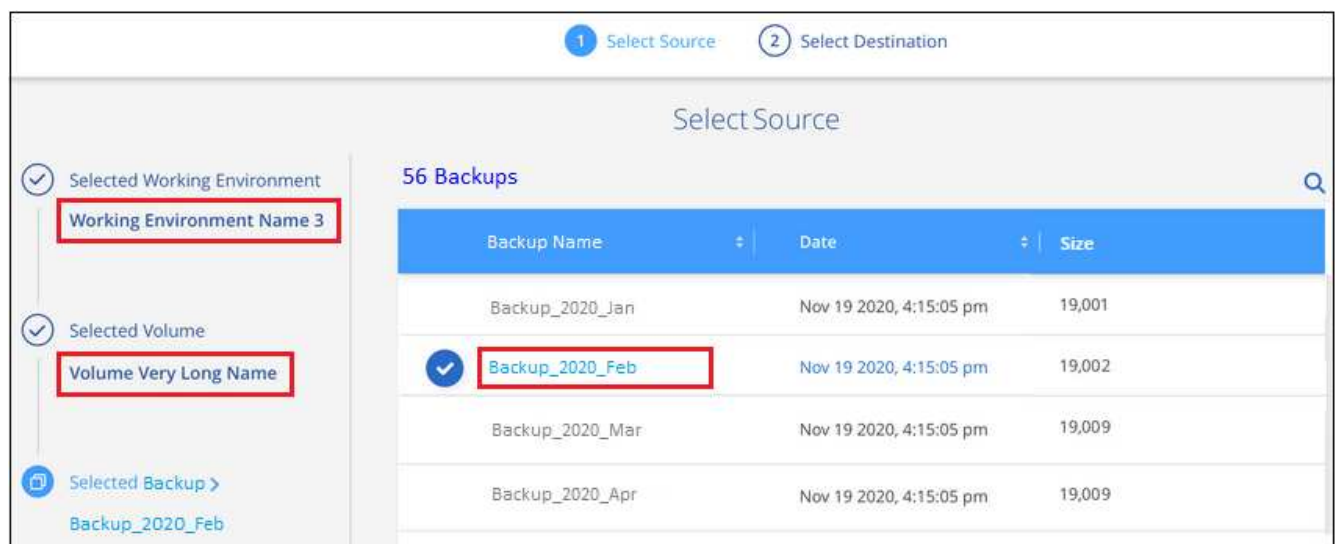 1 Select Source 2 Select Destination
Select Source
Selected Working Environment
Working Environment Name 3
Selected Volume
Volume Very Long Name
Selected Backup >
Backup_2020_Feb
56 Backups
Backup Name Date Size
Backup_2020_Jan Nov 19 2020, 4:15:05 pm 19,001
Backup_2020_Feb Nov 19 2020, 4:15:05 pm 19,002
Backup_2020_Mar Nov 19 2020, 4:15:05 pm 19,009
Backup_2020_Apr Nov 19 2020, 4:15:05 pm 19,009